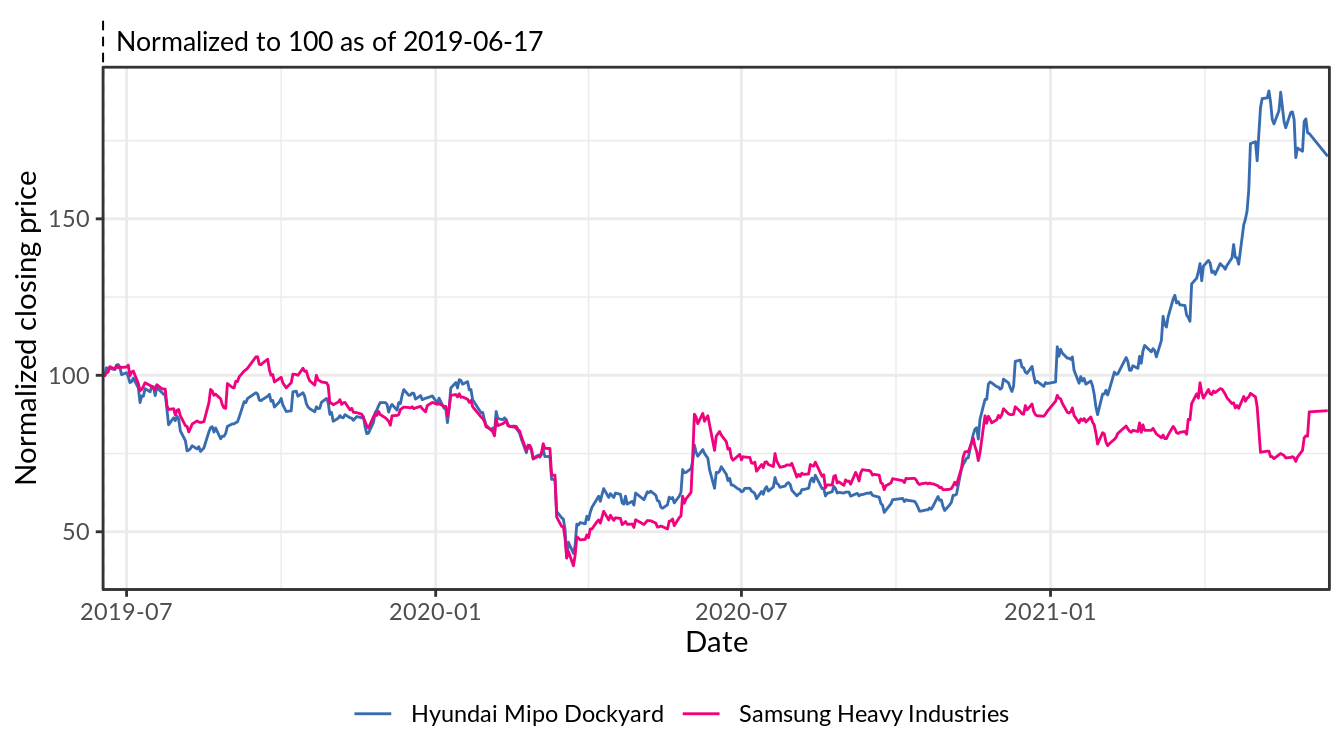 Normalized to 100 as of 2019-06-17
Normalized closing price
150
100
50
2019-07
2020-01
2020-07
2021-01
Date
Hyundai Mipo Dockyard
Samsung Heavy Industries